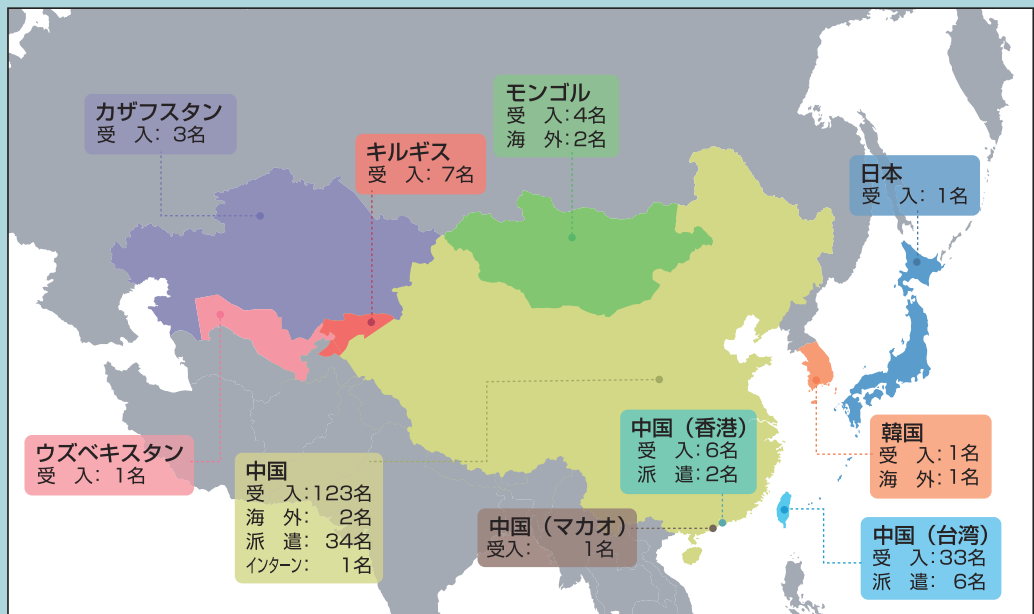 カザフスタン
受　入： 3名
キルギス
受　入： 7名
モンゴル
受　入：4名
海　外：2名
日本
受　入： 1名
ウズベキスタン
受　入： 1名
中国
受　入：123名
海　外： 2名
派　遣： 34名
インターン： 1名
中国（香港）
受　入：6名
派　遣：2名
中国（マカオ）
受入： 1名
韓国
受　入：1名
海　外：1名
中国（台湾）
受　入：33名
派　遣： 6名